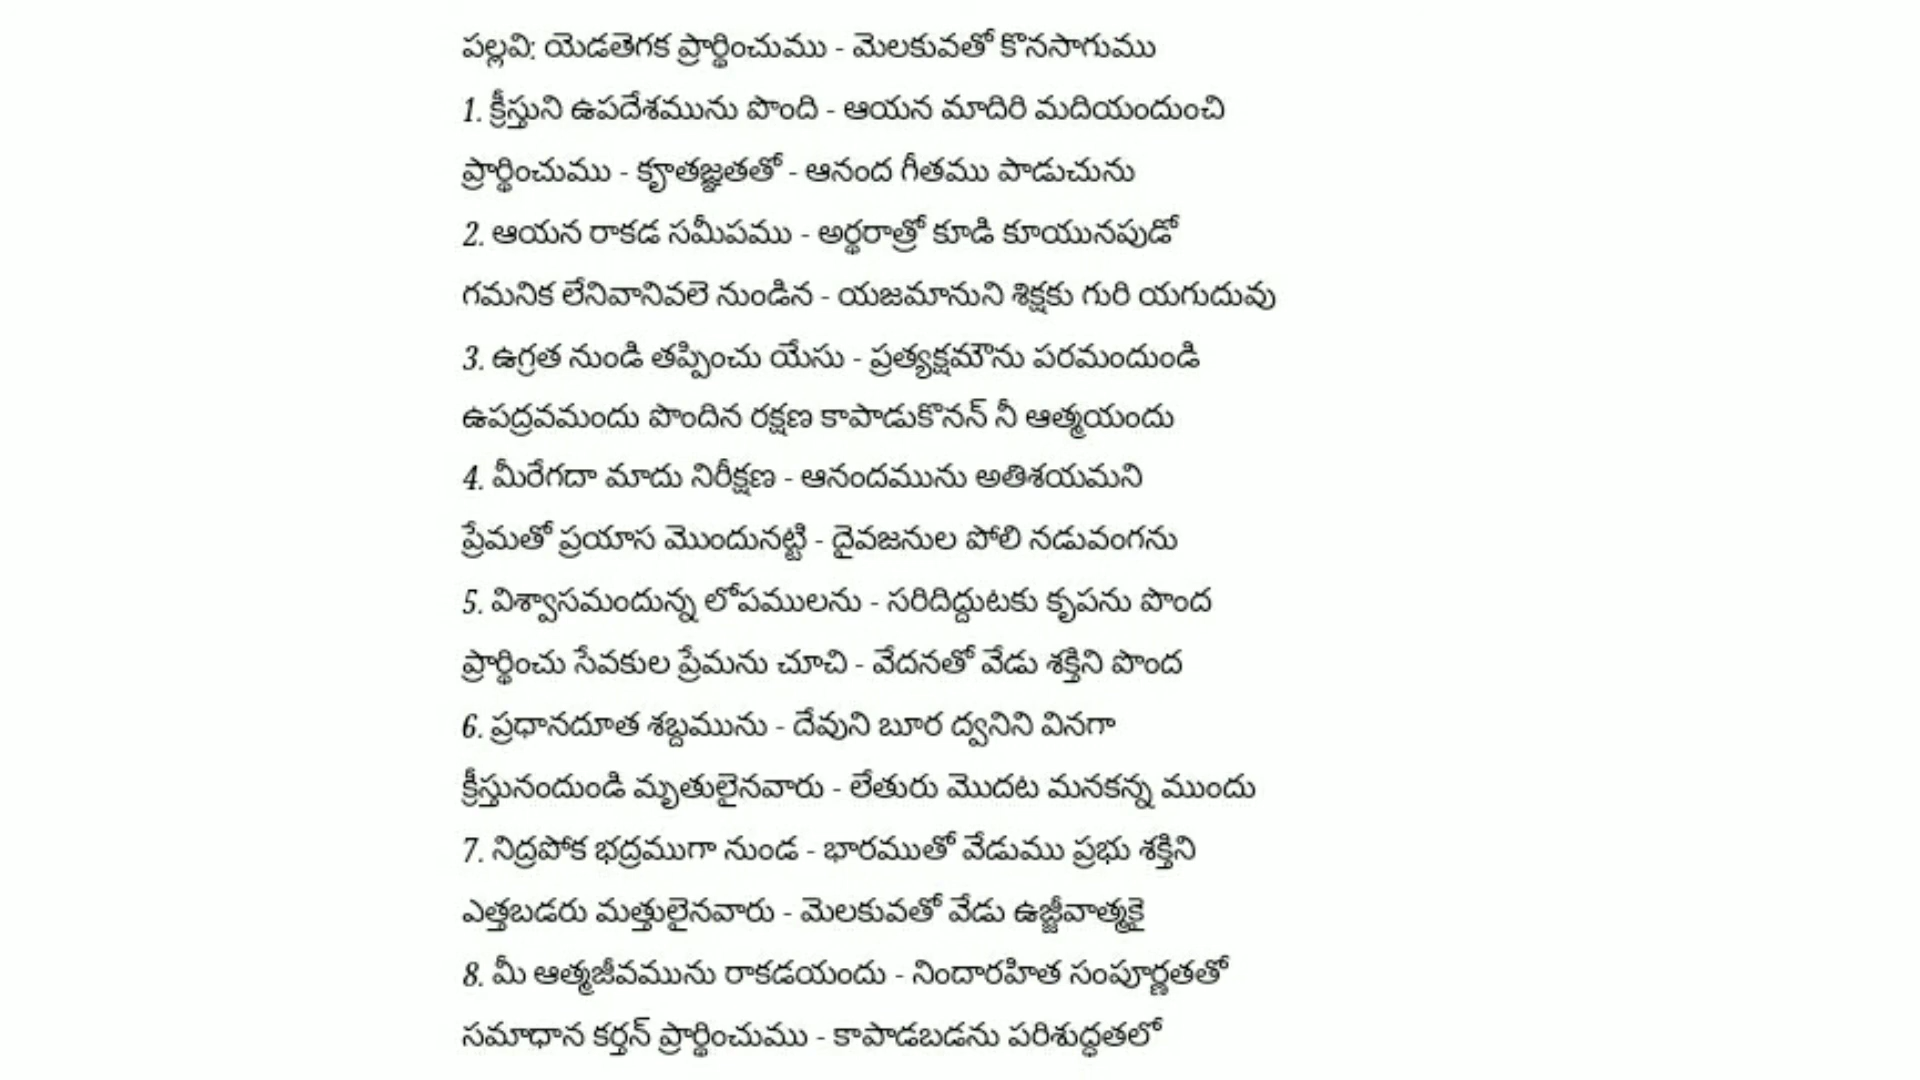 పల్లవి: యెడతెగక ప్రార్థించుము - మెలకువతో కొనసాగుము
1. క్రీస్తుని ఉపదేశమును పొంది - ఆయన మాదిరి మదియందుంచి
ప్రార్థించుము - కౄతజ్ఞతతో - ఆనంద గీతము పాడుచును
2. ఆయన రాకడ సమీపము - అర్థరాత్రో కూడి కూయునపుడో
గమనిక లేనివానివలె నుండిన - యజమానుని శిక్షకు గురి యగుదువు
3. ఉగ్రత నుండి తప్పించు యేసు - ప్రత్యక్షమౌను పరమందుండి
ఉపద్రవమందు పొందిన రక్షణ కాపాడుకొనన్ నీ ఆత్మయందు
4. మీరేగదా మాదు నిరీక్షణ - ఆనందమును అతిశయమని
ప్రేమతో ప్రయాస మొందునట్టి - దైవజనుల పోలి నడువంగను
5. విశ్వాసమందున్న లోపములను - సరిదిద్దుటకు కృపను పొంద
ప్రార్థించు సేవకుల ప్రేమను చూచి - వేదనతో వేడు శక్తిని పొంద
6. ప్రధానదూత శబ్దమును - దేవుని బూర ద్వనిని వినగా
క్రీస్తునందుండి మృతులైనవారు - లేతురు మొదట మనకన్న ముందు
7. నిద్రపోక భద్రముగా నుండ - భారముతో వేడుము ప్రభు శక్తిని
ఎత్తబడరు మత్తులైనవారు - మెలకువతో వేడు ఉజ్జీవాత్మకై
8. మీ ఆత్మజీవమును రాకడయందు - నిందారహిత సంపూర్ణతతో
సమాధాన కర్తన్ ప్రార్థించుము - కాపాడబడను పరిశుద్ధతలో